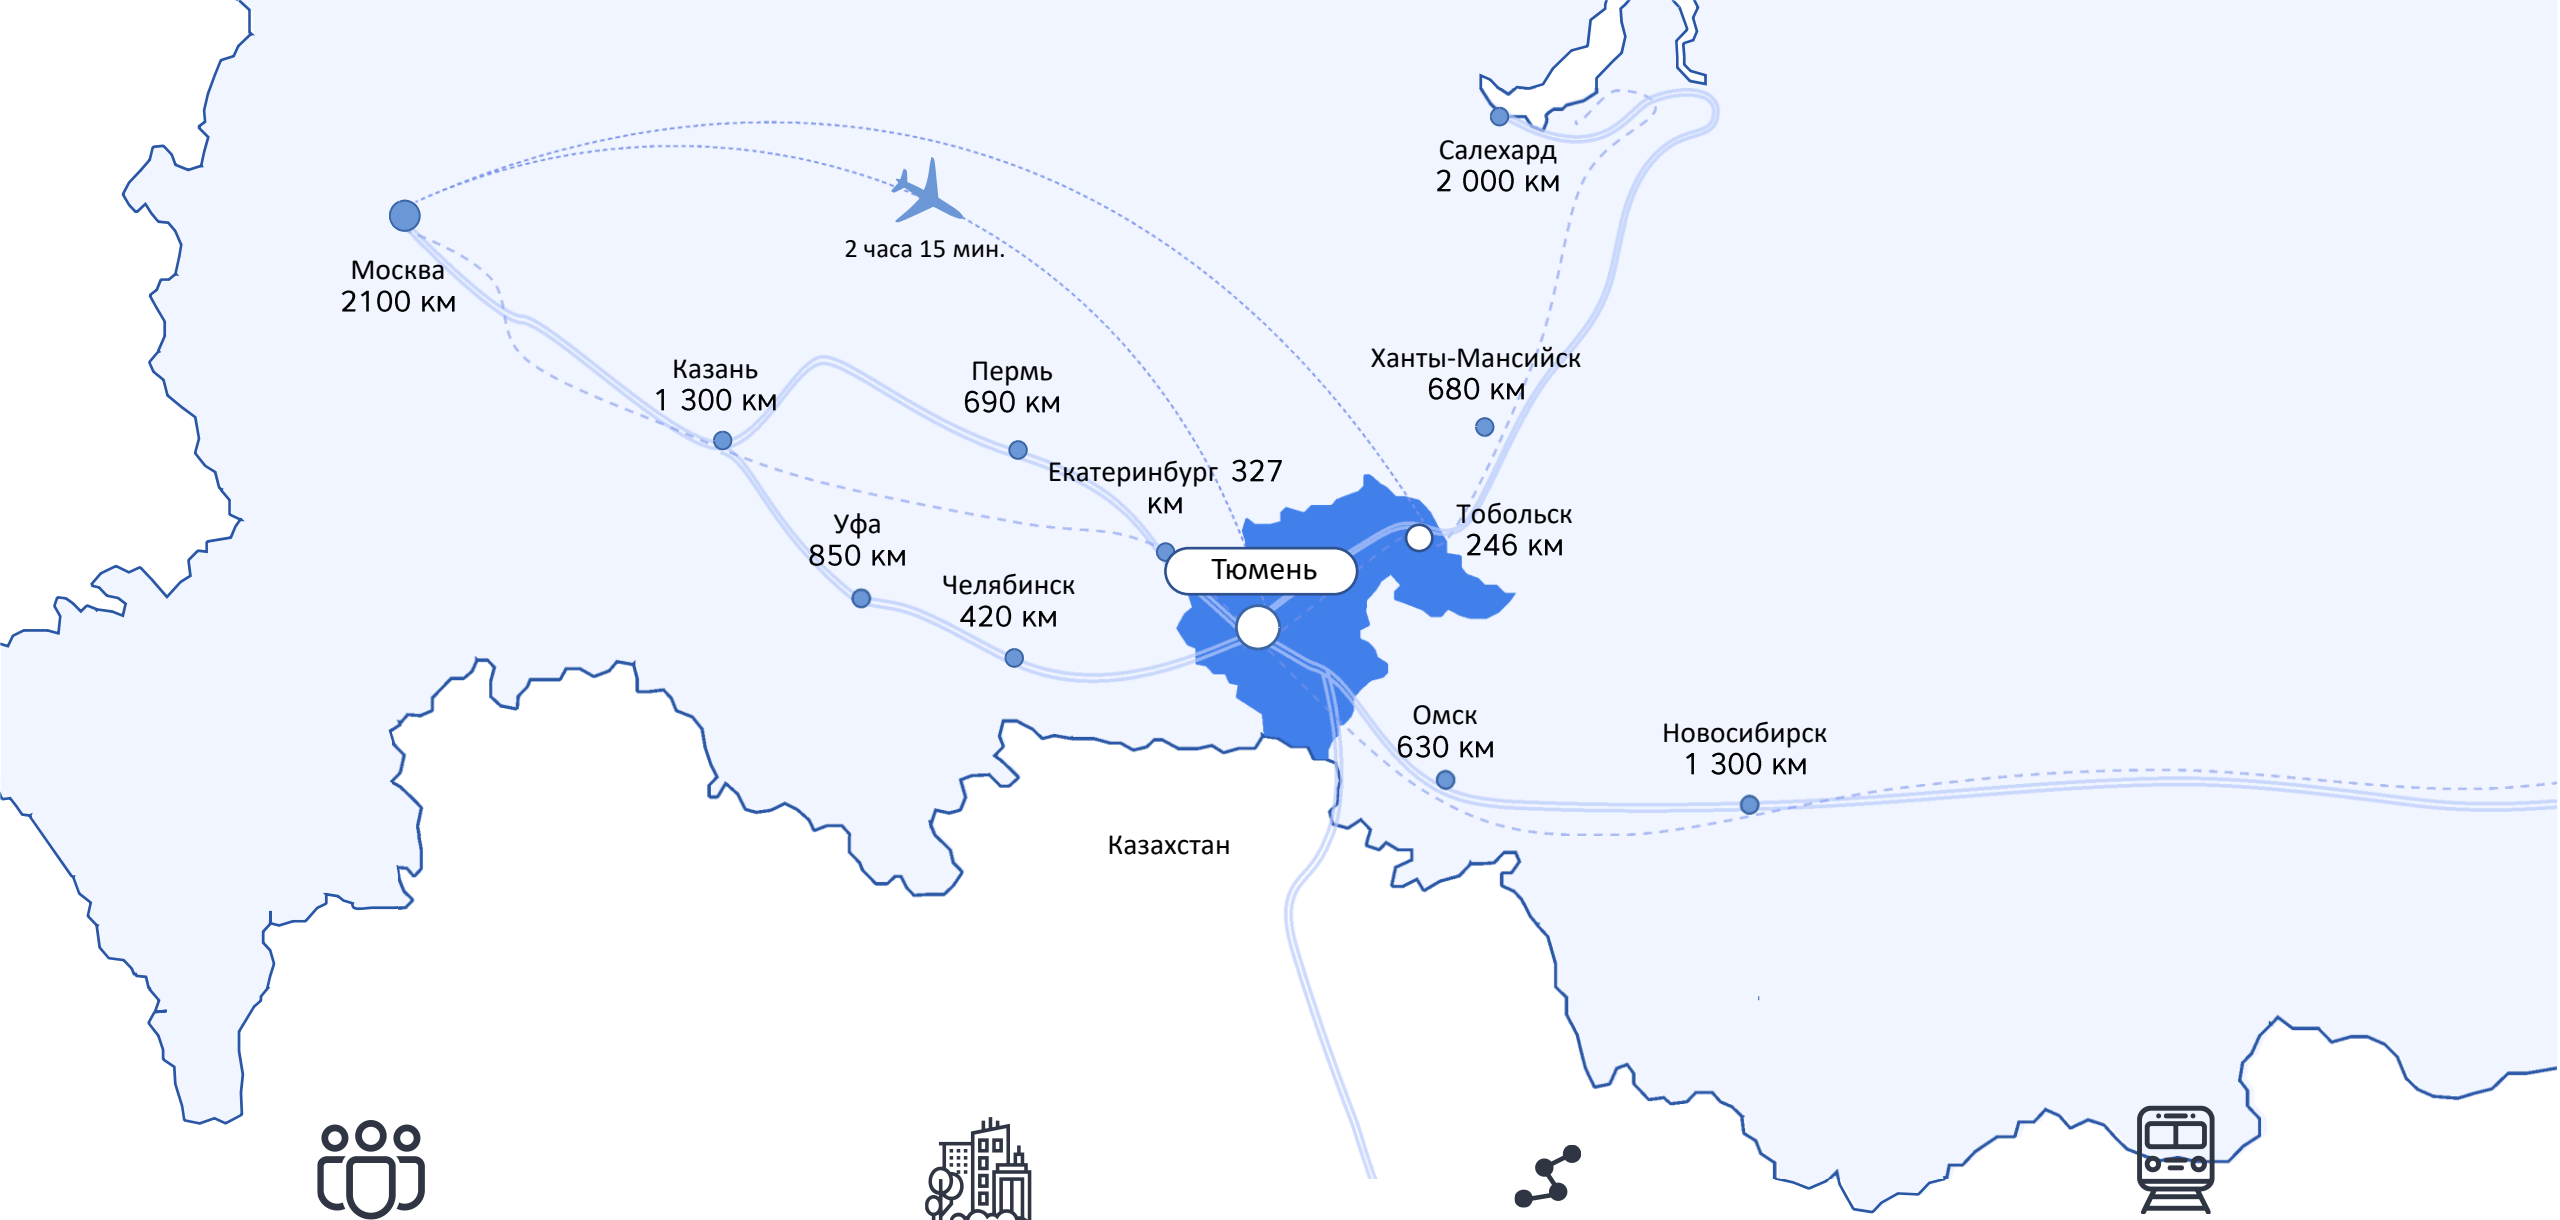 Салехард
2 000 км
2 часа 15 мин.
Москва
2100 км
Казань
1 300 км
Пермь
690 км
Ханты-Мансийск
680 км
Екатеринбург 327
км
Уфа
850 км
Тобольск
246 км
Тюмень
Челябинск
420 км
Омск
630 км
Новосибирск
1 300 км
Казахстан